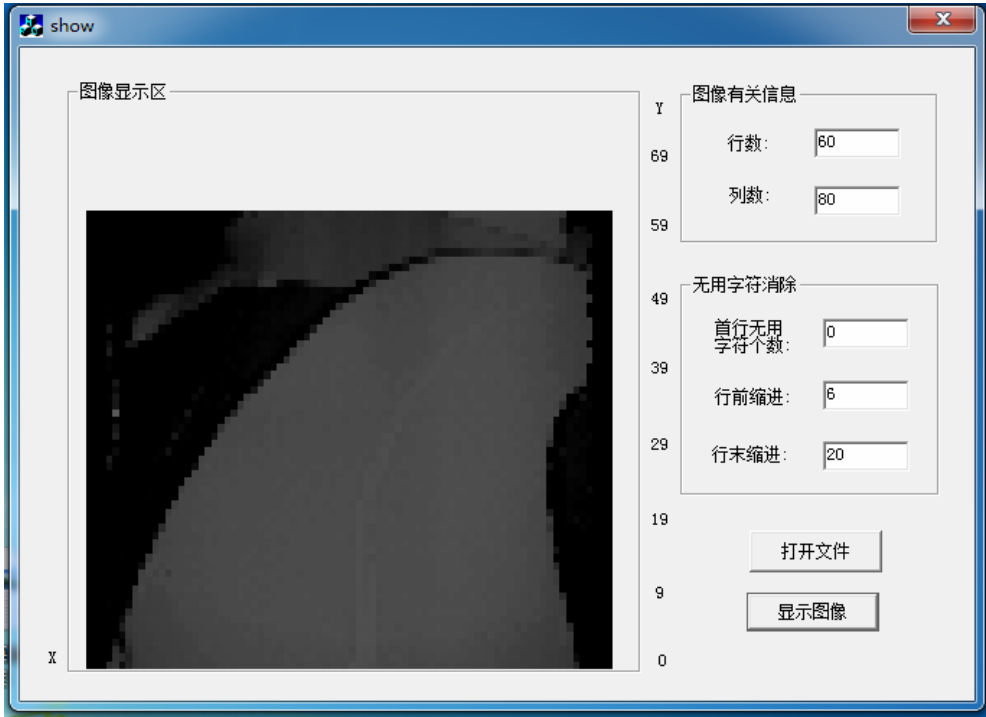 show
图像显示区
Y
69
59
49
39
29
19
9
0
X
图像有关信息
行数:
60
列数:
80
无用字符消除
首行无用
字符个数:
0
行前缩进:
6
行末缩进:
20
打开文件
显示图像